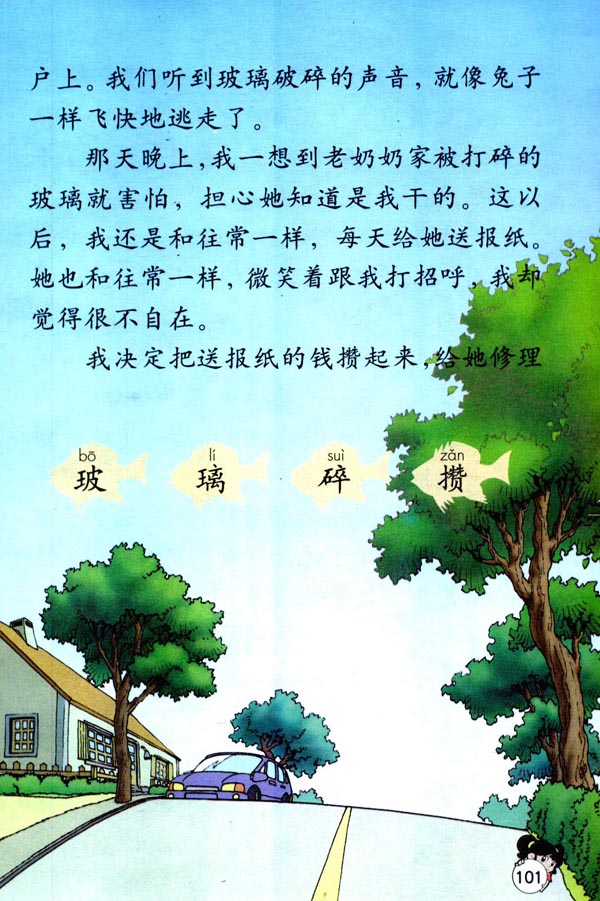 户上。我们听到玻璃破碎的声音，就像兔子
一样飞快地逃走了。
那天晚上，我一想到老奶奶家被打碎的
玻璃就害怕，担心她知道是我干的。这以
后，我还是和往常一样，每天给她送报纸。
她也和往常一样，微笑着跟我打招呼，我却
觉得很不自在。
我决定把送报纸的钱攒起来，给她修理
bō lí suì zǎn
玻 璃 碎 攒
101